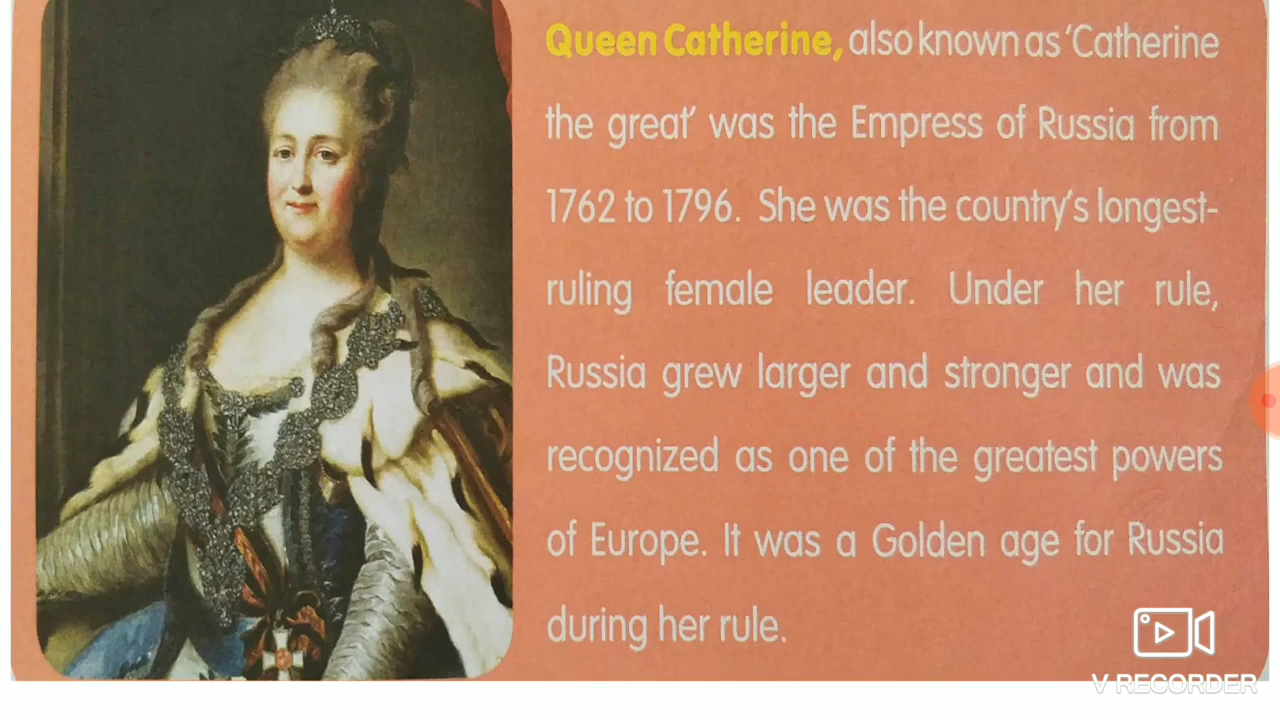 Queen Catherine, also known as 'Catherine
the great' was the Empress of Russia from
1762 to 1796. She was the country's longest-
ruling female leader. Under her rule,
Russia grew larger and stronger and was
recognized as one of the greatest powers
of Europe. It was a Golden age for Russia
during her rule.
V RECORDER